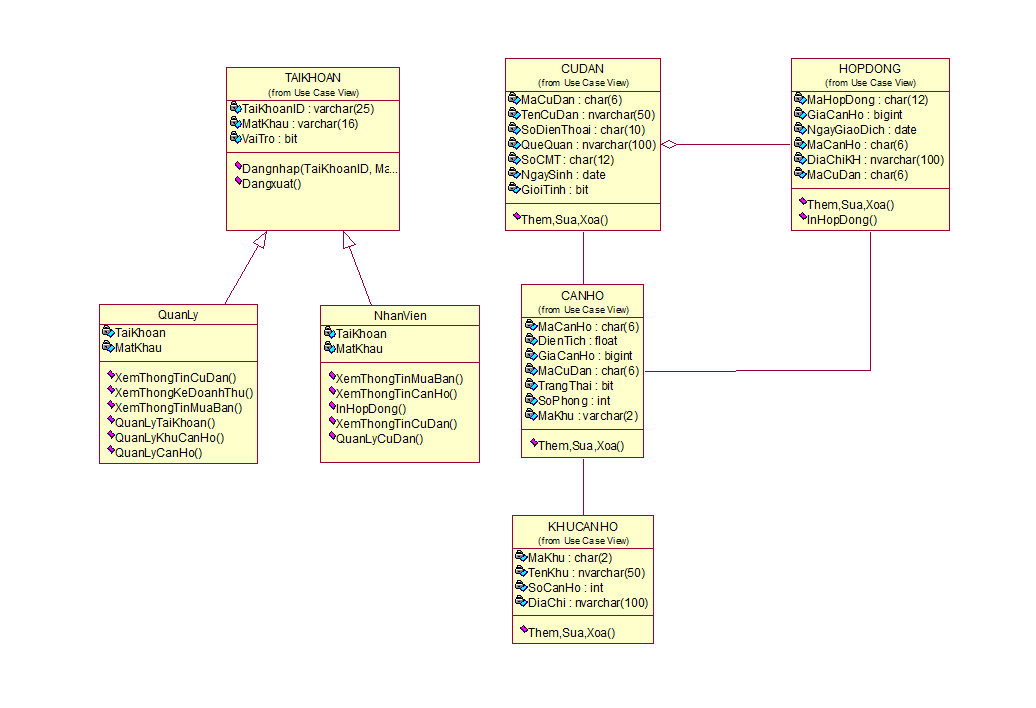 TAIKHOAN
(from Use Case View)
TaiKhoanID : varchar(25)
MatKhau : varchar(16)
VaiTro : bit
Dangnhap(TaiKhoanID, Ma...
Dangxuat()
CUDAN
(from Use Case View)
MaCuDan : char(6)
TenCuDan : nvarchar(50)
SoDienThoai : char(10)
QueQuan : nvarchar(100)
SoCMT : char(12)
NgaySinh : date
GioiTinh : bit
Them,Sua,Xoa()
HOPDONG
(from Use Case View)
MaHopDong : char(12)
GiaCanHo : bigint
NgayGiaoDich : date
MaCanHo : char(6)
DiaChiKH : nvarchar(100)
MaCuDan : char(6)
Them,Sua,Xoa()
InHopDong()
QuanLy
TaiKhoan
MatKhau
XemThongTinCuDan()
XemThongKeDoanhThu()
XemThongTinMuaBan()
QuanLyTaiKhoan()
QuanLyKhuCanHo()
QuanLyCanHo()
NhanVien
TaiKhoan
MatKhau
XemThongTinMuaBan()
XemThongTinCanHo()
InHopDong()
XemThongTinCuDan()
QuanLyCuDan()
CANHO
(from Use Case View)
MaCanHo : char(6)
DienTich : float
GiaCanHo : bigint
MaCuDan : char(6)
TrangThai : bit
SoPhong : int
MaKhu : varchar(2)
Them,Sua,Xoa()
KHUCANHO
(from Use Case View)
MaKhu : char(2)
TenKhu : nvarchar(50)
SoCanHo : int
DiaChi : nvarchar(100)
Them,Sua,Xoa()